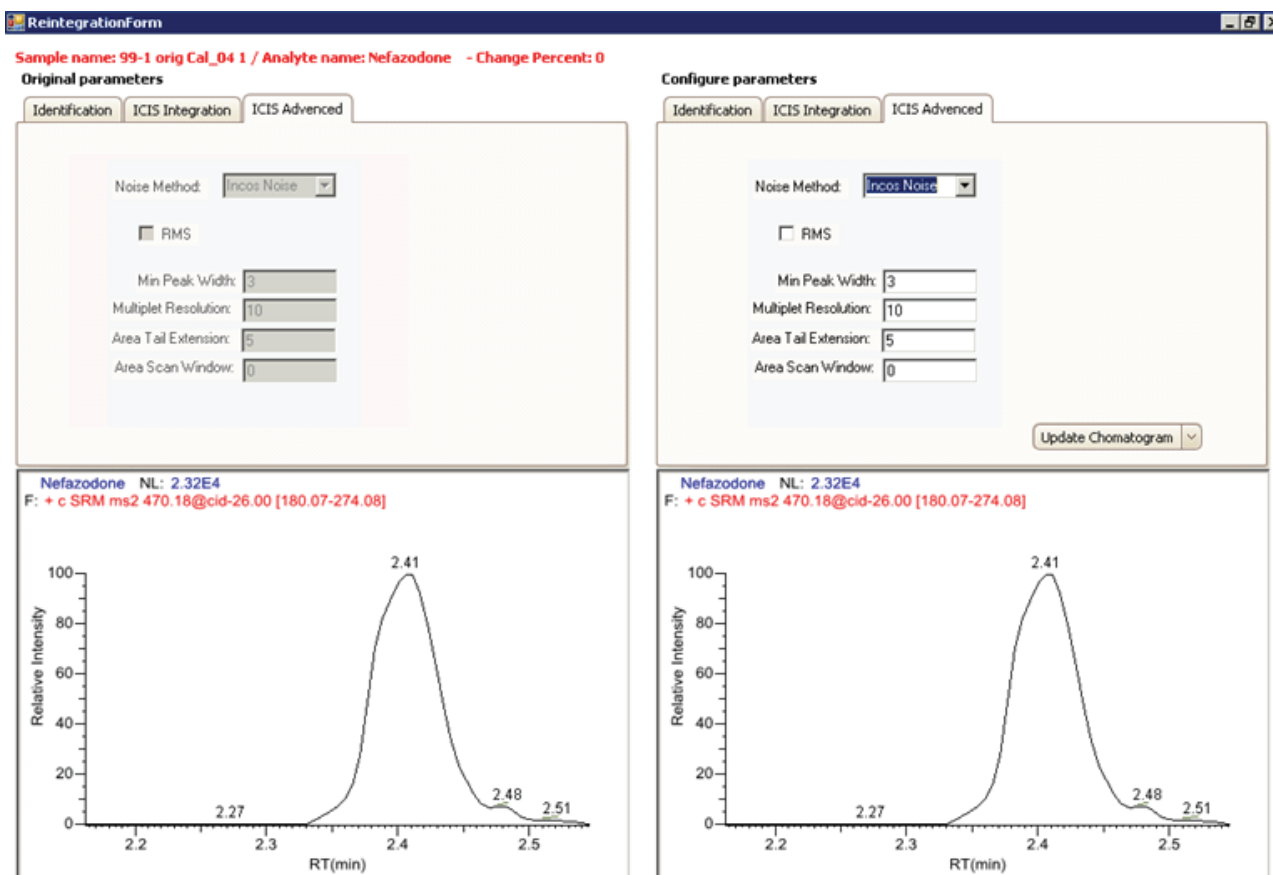 ReintegrationForm
Sample name: 99-1 orig Cal_04 1 / Analyte name: Nefazodone - Change Percent: 0
Original parameters
Identification
ICIS Integration
ICIS Advenced
Noise Method:
Incos Noise
RMS
Min Peak Width: 3
Multiplet Resolution: 10
Area Tail Extension: 5
Area Scan Window: 0
Configure parameters
Identification
ICIS Integration
ICIS Advenced
Noise Method:
Incos Noise
RMS
Min Peak Width: 3
Multiplet Resolution: 10
Area Tail Extension: 5
Area Scan Window: 0
Update Chomatogram
Nefazodone NL: 2.32E4
F: + c SRM ms2 470.18@cid-26.00 [180.07-274.08]
2.41
100
80
60
40
20
0
Relative Intensity
2.27
2.48
2.51
2.2
2.3
2.4
2.5
RT(min)
Nefazodone NL: 2.32E4
F: + c SRM ms2 470.18@cid-26.00 [180.07-274.08]
2.41
100
80
60
40
20
0
Relative Intensity
2.27
2.48
2.51
2.2
2.3
2.4
2.5
RT(min)